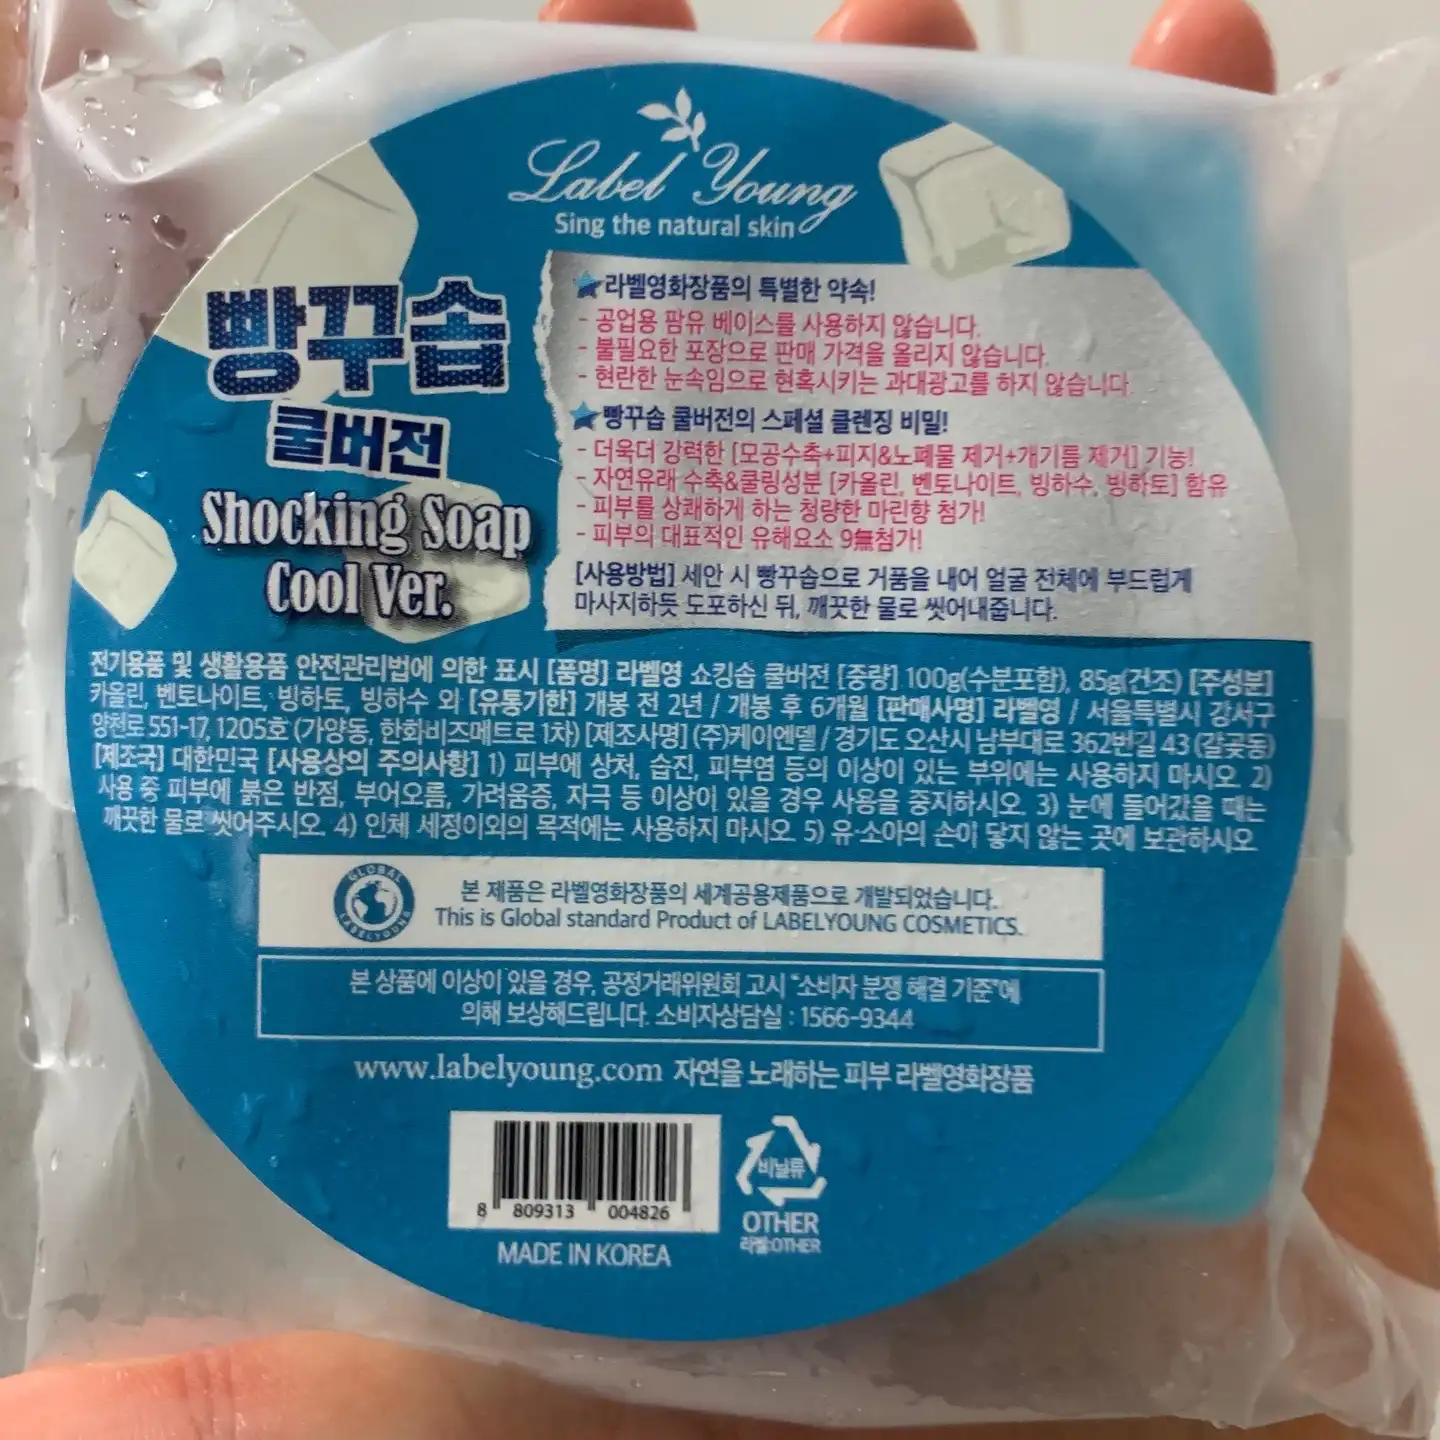 Label Young
Sing the natural skin
빵꾸솝
쿨버전
Shocking Soap
Cool Ver.
라벨영화장품의 특별한 약속!
- 공업용 팜유 베이스를 사용하지 않습니다.
- 불필요한 포장으로 판매 가격을 올리지 않습니다.
- 현란한 눈속임으로 현혹시키는 과대광고를 하지 않습니다.
빵꾸솝 쿨버전의 스페셜 클렌징 비밀!
- 더욱더 강력한 [모공수축+피지&노폐물 제거+개기름 제거] 기능!
- 자연유래 수축&쿨링성분 [카올린, 벤토나이트, 빙하수, 빙하토] 함유
- 피부를 상쾌하게 하는 청량한 마린향 첨가!
- 피부의 대표적인 유해요소 9無첨가!
[사용방법] 세안 시 빵꾸솝으로 거품을 내어 얼굴 전체에 부드럽게
마사지하듯 도포하신 뒤, 깨끗한 물로 씻어내줍니다.
전기용품 및 생활용품 안전관리법에 의한 표시 [품명] 라벨영 쇼킹솝 쿨버전 [중량] 100g(수분포함), 85g(건조) [주성분]
카올린, 벤토나이트, 빙하토, 빙하수 외 [유통기한] 개봉 전 2년 / 개봉 후 6개월 [판매사명] 라벨영 / 서울특별시 강서구
양천로 551-17, 1205호 (가양동, 한화비즈메트로 1차) [제조사명] (주)케이엔델 / 경기도 오산시 남부대로 362번길 43 (갈곶동)
[제조국] 대한민국 [사용상의 주의사항] 1) 피부에 상처, 습진, 피부염 등의 이상이 있는 부위에는 사용하지 마시오. 2)
사용 중 피부에 붉은 반점, 부어오름, 가려움증, 자극 등 이상이 있을 경우 사용을 중지하시오. 3) 눈에 들어갔을 때는
깨끗한 물로 씻어주시오. 4) 인체 세정이외의 목적에는 사용하지 마시오. 5) 유·소아의 손이 닿지 않는 곳에 보관하시오.
GLOBAL
LABELYOUNG
본 제품은 라벨영화장품의 세계공용제품으로 개발되었습니다.
This is Global standard Product of LABELYOUNG COSMETICS.
본 상품에 이상이 있을 경우, 공정거래위원회 고시 "소비자 분쟁 해결 기준"에
의해 보상해드립니다. 소비자상담실 : 1566-9344
www.labelyoung.com 자연을 노래하는 피부 라벨영화장품
8 809313 004826
MADE IN KOREA
비닐류
OTHER
라벨:OTHER